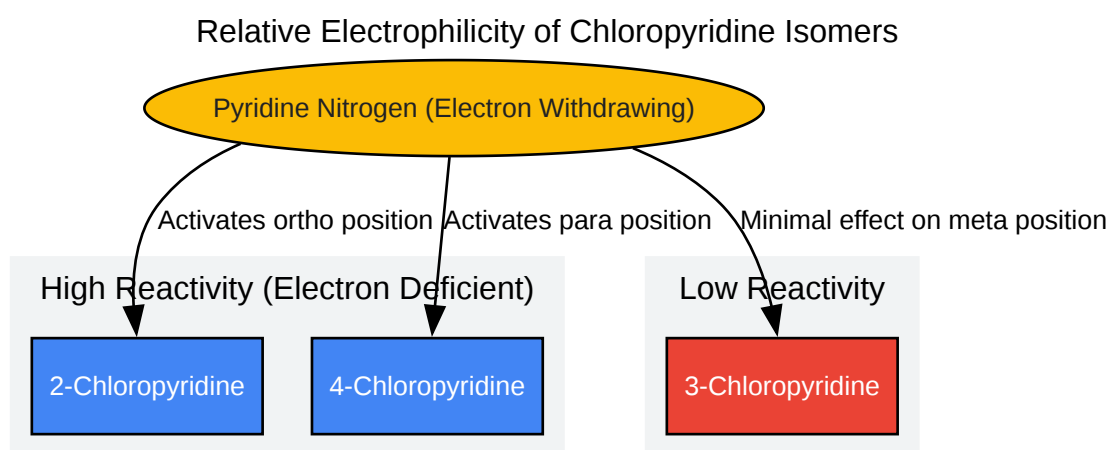 Relative Electrophilicity of Chloropyridine Isomers
Pyridine Nitrogen (Electron Withdrawing)
Activates ortho position
Activates para position
Minimal effect on meta position
High Reactivity (Electron Deficient)
Low Reactivity
2-Chloropyridine
4-Chloropyridine
3-Chloropyridine